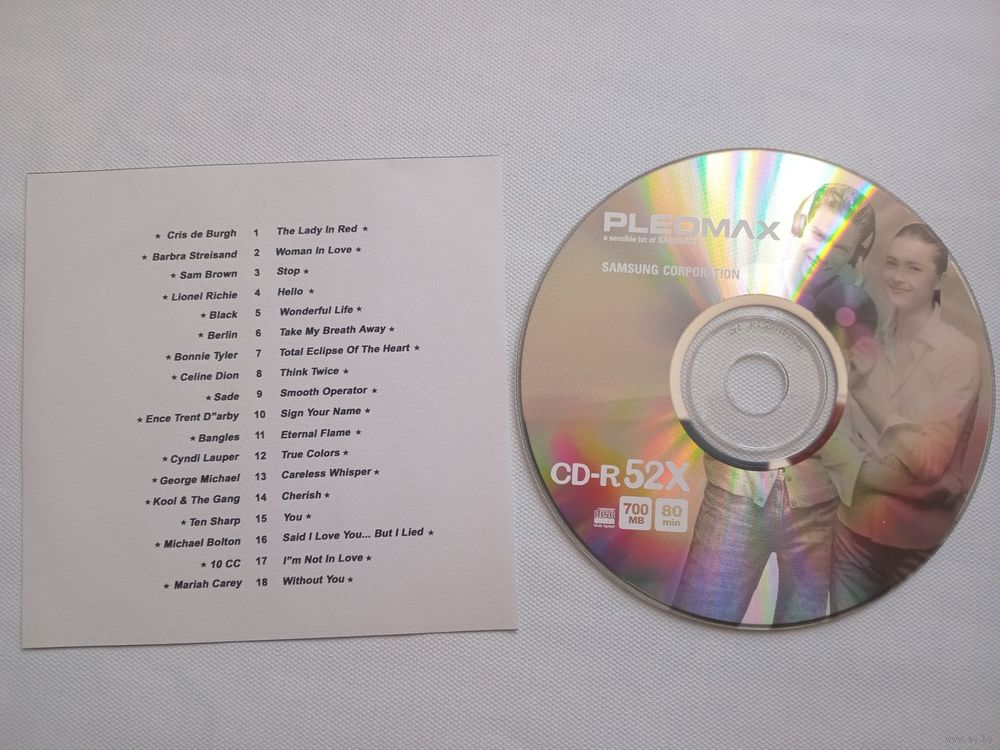 ★ Cris de Burgh 1 The Lady In Red ★
★ Barbra Streisand 2 Woman In Love ★
★ Sam Brown 3 Stop ★
★ Lionel Richie 4 Hello ★
★ Black 5 Wonderful Life ★
★ Berlin 6 Take My Breath Away ★
★ Bonnie Tyler 7 Total Eclipse Of The Heart ★
★ Celine Dion 8 Think Twice ★
★ Sade 9 Smooth Operator ★
★ Ence Trent D"arby 10 Sign Your Name ★
★ Bangles 11 Eternal Flame ★
★ Cyndi Lauper 12 True Colors ★
★ George Michael 13 Careless Whisper ★
★ Kool & The Gang 14 Cherish ★
★ Ten Sharp 15 You ★
★ Michael Bolton 16 Said I Love You... But I Lied ★
★ 10 CC 17 I"m Not In Love ★
★ Mariah Carey 18 Without You ★
PLEOMAX
a sensible bit of SAMSUNG
SAMSUNG CORPORATION
CD-R 52X
disc
700 MB
80 min
www.ay.by